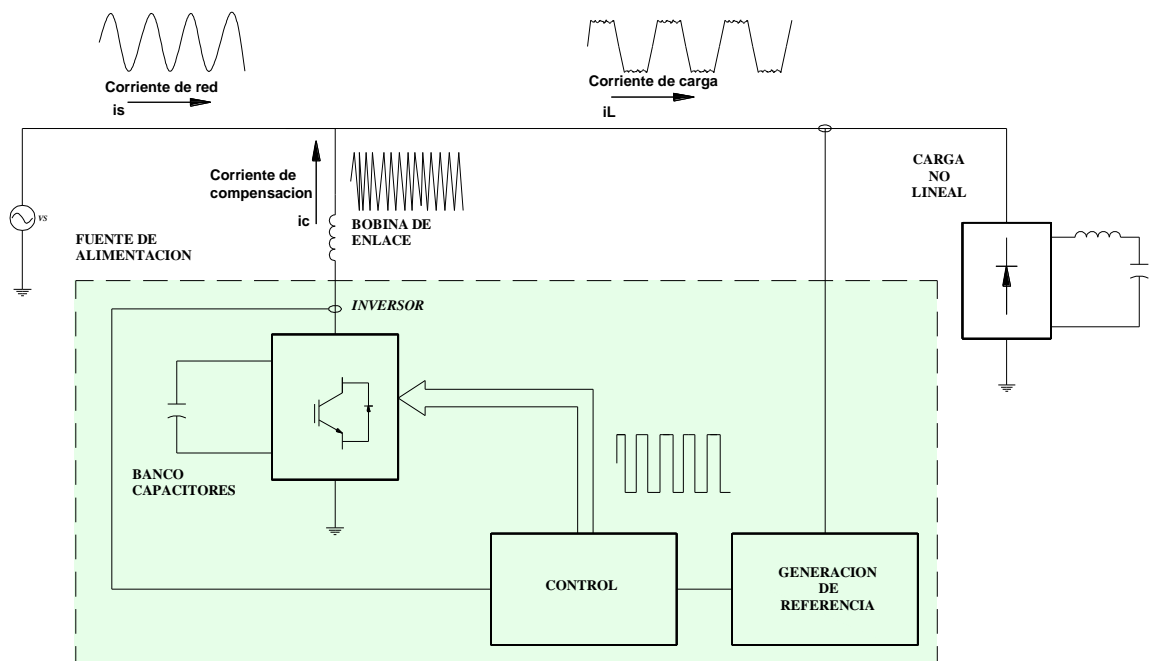 Corriente de red
is
Corriente de carga
iL
Corriente de
compensacion
ic
BOBINA DE
ENLACE
CARGA
NO
LINEAL
vs
FUENTE DE
ALIMENTACION
INVERSOR
BANCO
CAPACITORES
CONTROL
GENERACION
DE
REFERENCIA